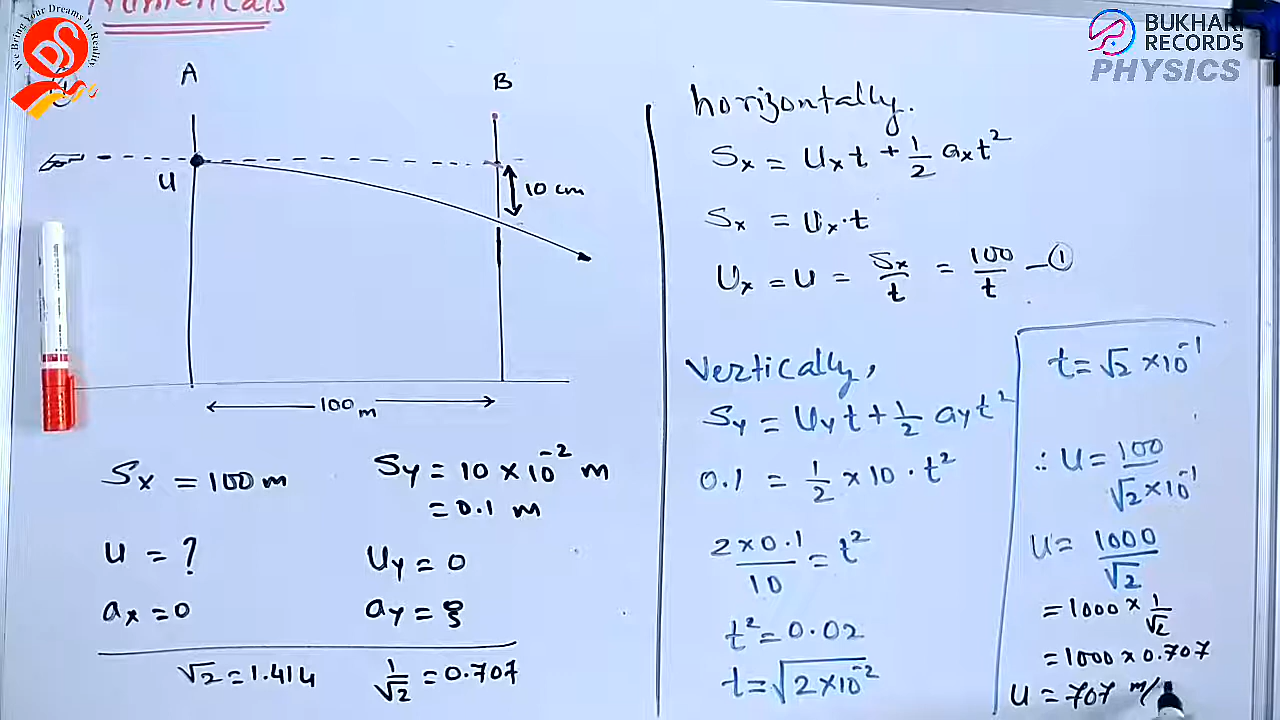 Numericals
We Bring Your Dreams In Reality
DS
BUKHARI
RECORDS
PHYSICS
A
B
U
10 cm
100 m
Sx = 100 m
Sy = 10 × 10⁻² m
= 0.1 m
u = ?
Uy = 0
ax = 0
ay = g
√2 = 1.414
1/√2 = 0.707
horizontally.
Sx = Ux t + 1/2 ax t²
Sx = Ux · t
Ux = U = Sx/t = 100/t — ①
Vertically,
Sy = Uy t + 1/2 ay t²
0.1 = 1/2 × 10 · t²
2 × 0.1/10 = t²
t² = 0.02
t = √2 × 10⁻²
t = √2 × 10⁻¹
∴ U = 100/√2 × 10⁻¹
U = 1000/√2
= 1000 × 1/√2
= 1000 × 0.707
U = 707 m/